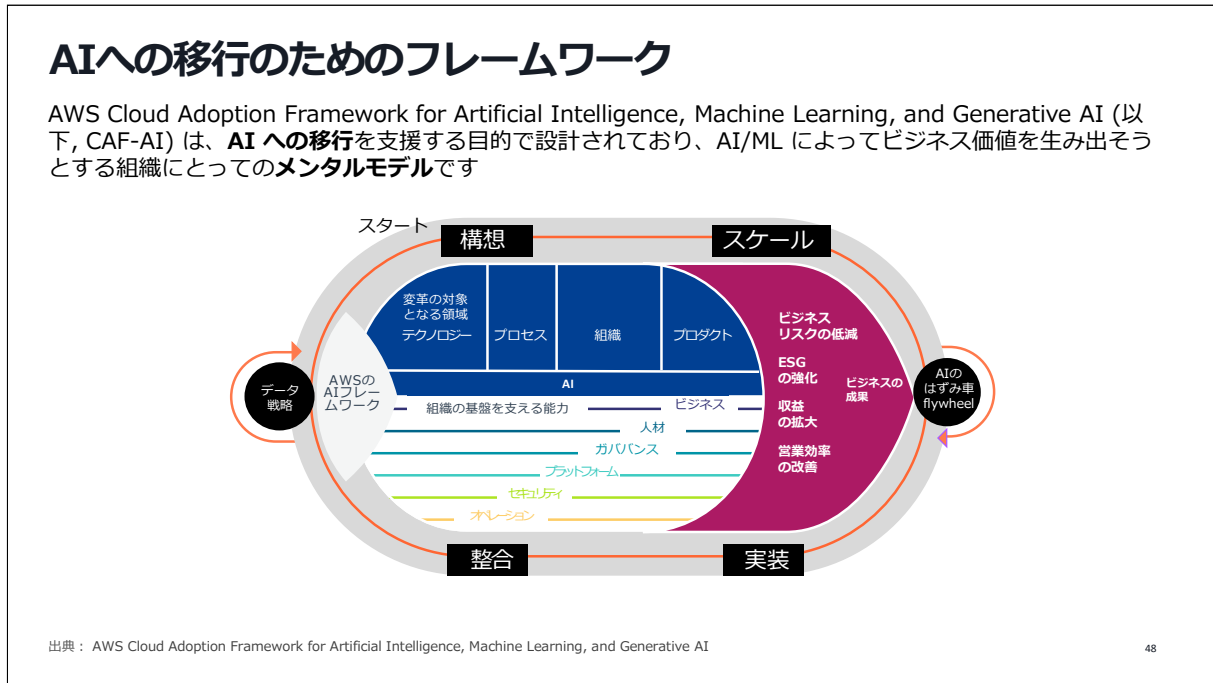 AIへの移行のためのフレームワーク
AWS Cloud Adoption Framework for Artificial Intelligence, Machine Learning, and Generative AI (以
下, CAF-AI) は、AI への移行を支援する目的で設計されており、AI/ML によってビジネス価値を生み出そう
とする組織にとってのメンタルモデルです
スタート
構想
スケール
変革の対象
となる領域
テクノロジー
プロセス
組織
プロダクト
AI
データ
戦略
AWSの
AIフレー
ムワーク
組織の基盤を支える能力
ビジネス
人材
ガババンス
プラットフォーム
セキュリティ
オペレーション
ビジネス
リスクの低減
ESG
の強化
収益
の拡大
営業効率
の改善
ビジネスの
成果
AIの
はずみ車
flywheel
整合
実装
出典： AWS Cloud Adoption Framework for Artificial Intelligence, Machine Learning, and Generative AI
48